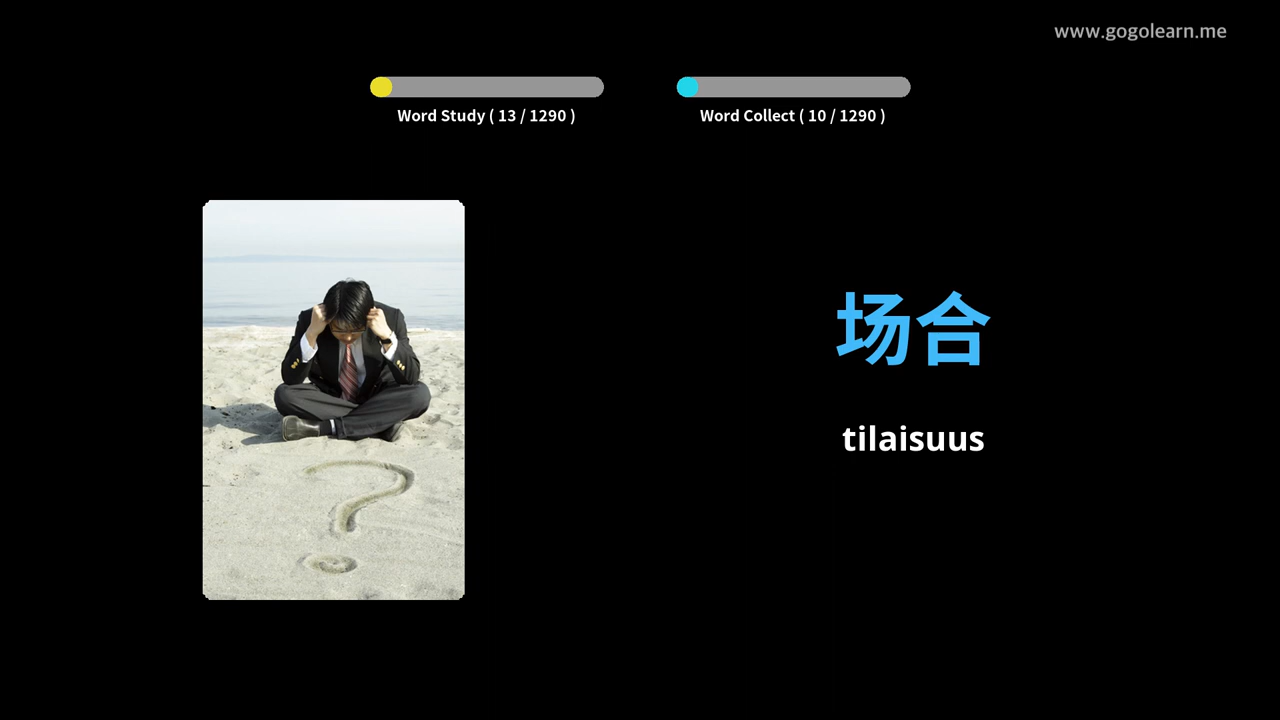 www.gogolearn.me
Word Study ( 13 / 1290 )
Word Collect ( 10 / 1290 )
?
场合
tilaisuus